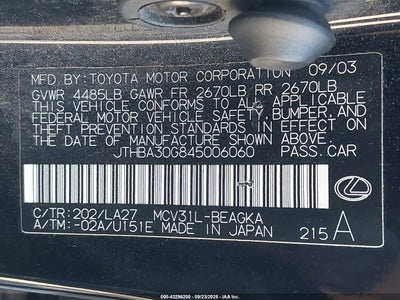 MFD. BY: TOYOTA MOTOR CORPORATION 09/03
GVWR 4485LB GAWR FR 2670LB RR 2670LB
THIS VEHICLE CONFORMS TO ALL APPLICABLE
FEDERAL MOTOR VEHICLE SAFETY, BUMPER, AND
THEFT PREVENTION STANDARDS IN EFFECT ON
THE DATE OF MANUFACTURE SHOWN ABOVE.
JTHBA30G845006060 PASS. CAR
C/TR: 202/LA27 MCV31L-BEAGKA
A/TM: -02A/U151E MADE IN JAPAN 215 A
000-43296200 - 09/23/2025 - IAA, Inc.